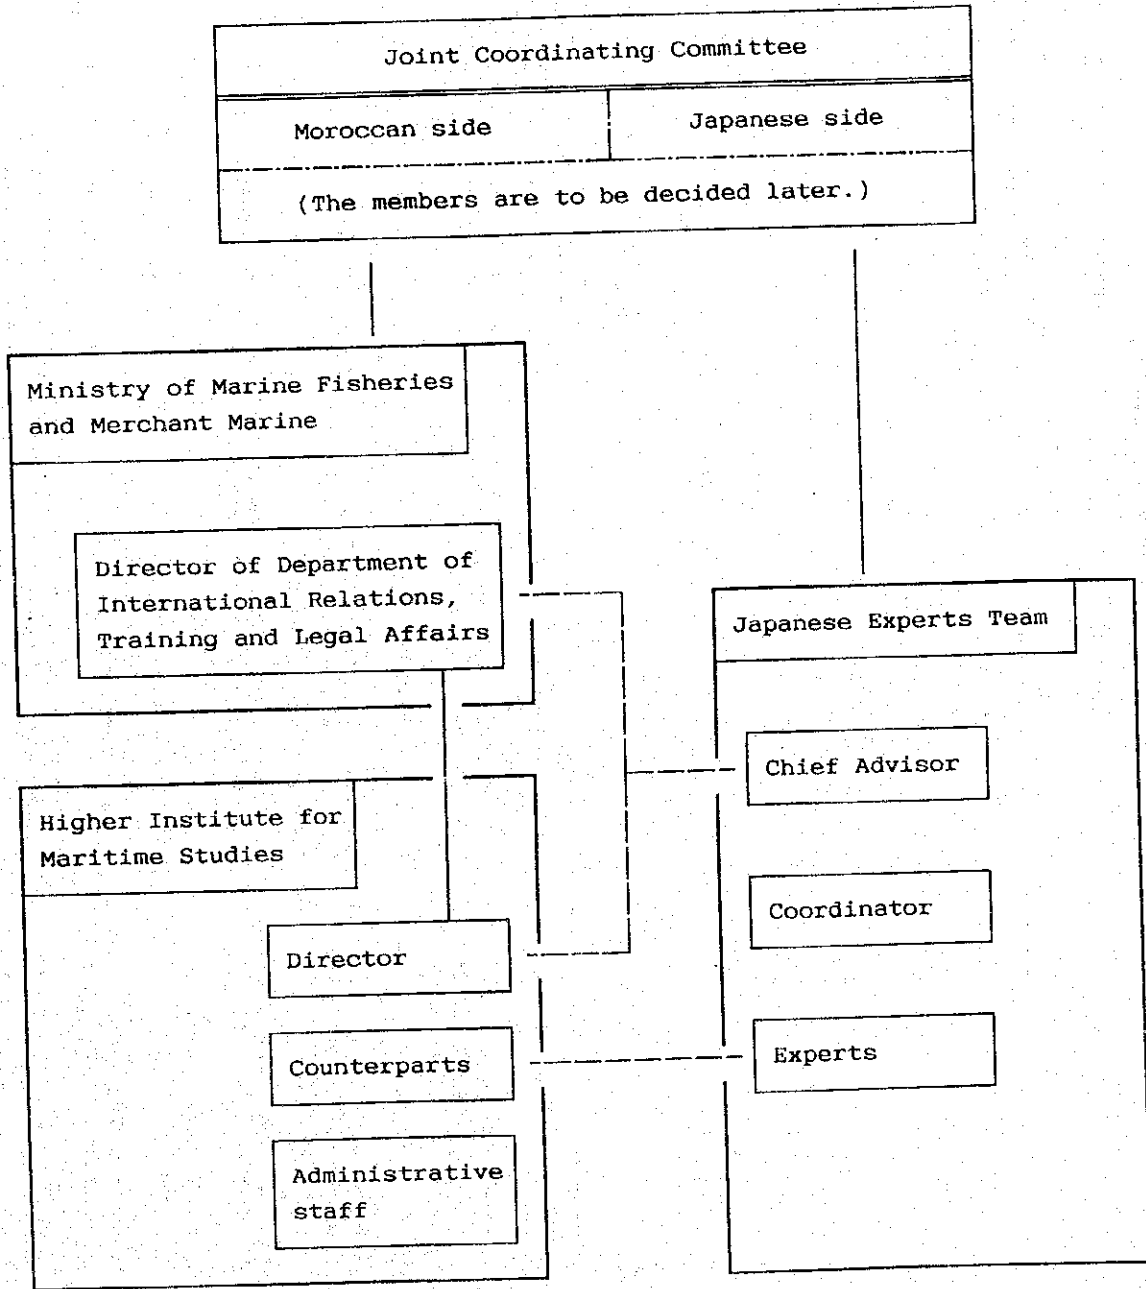 Joint Coordinating Committee
Moroccan side
Japanese side
(The members are to be decided later.)
Ministry of Marine Fisheries
and Merchant Marine
Director of Department of
International Relations,
Training and Legal Affairs
Japanese Experts Team
Chief Advisor
Coordinator
Experts
Higher Institute for
Maritime Studies
Director
Counterparts
Administrative
staff